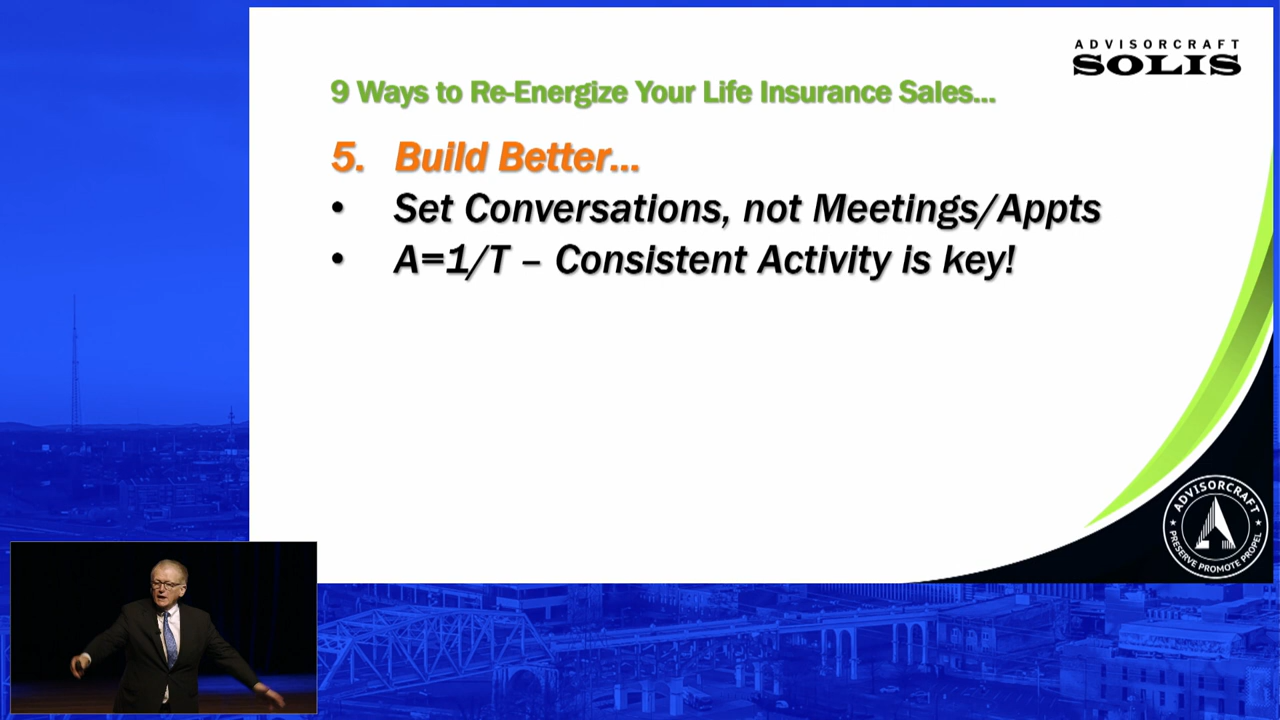 ADVISORCRAFT
SOLIS
9 Ways to Re-Energize Your Life Insurance Sales...
5. Build Better...
• Set Conversations, not Meetings/Appts
• A=1/T – Consistent Activity is key!
ADVISORCRAFT
PRESERVE PROMOTE PROPEL